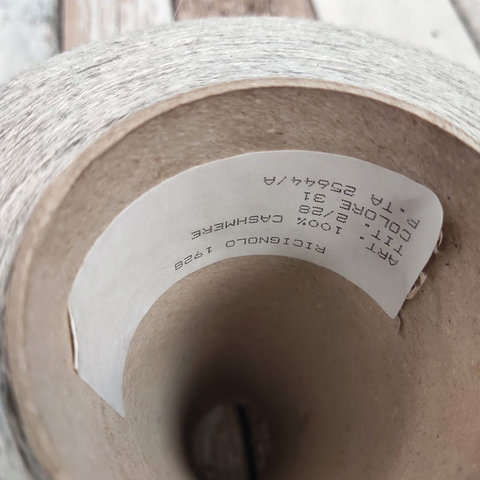 RICIGNOLO 1928
ART: 100% CASHMERE
TIT: 2/28
COLORE 31
F.TA 25644/A